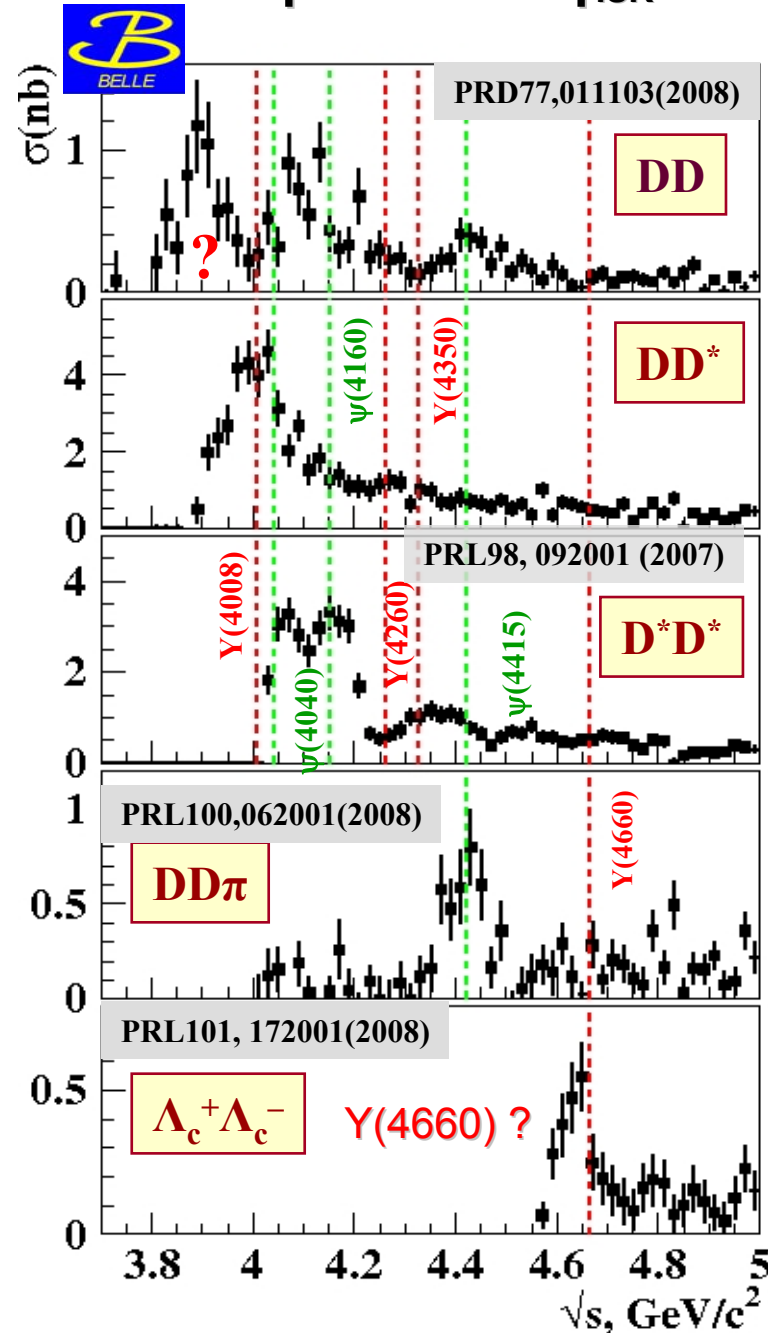 ISR
BELLE
σ(nb)
PRD77,011103(2008)
DD
1
?
0
ψ(4160)
Y(4350)
DD*
4
2
0
PRL98, 092001 (2007)
Y(4008)
ψ(4040)
Y(4260)
ψ(4415)
D*D*
4
2
0
1
PRL100,062001(2008)
Y(4660)
DDπ
0.5
0
PRL101, 172001(2008)
0.5
Λc+Λc−
Y(4660) ?
0
3.8 4 4.2 4.4 4.6 4.8 5
√s, GeV/c2